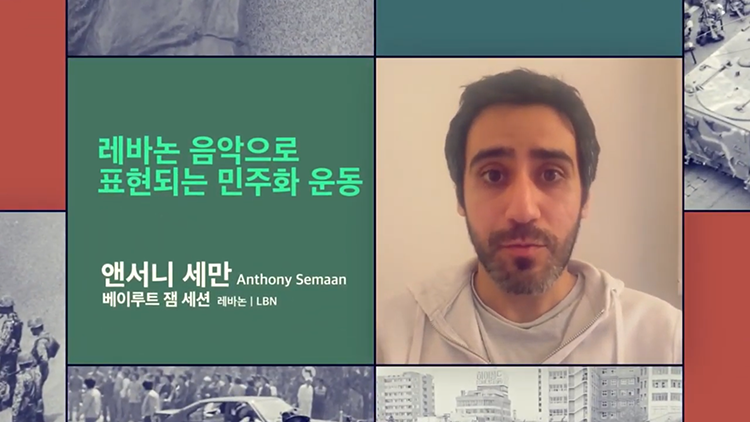 레바논 음악으로
표현되는 민주화 운동
앤서니 세만 Anthony Semaan
베이루트 잼 세션 레바논 | LBN